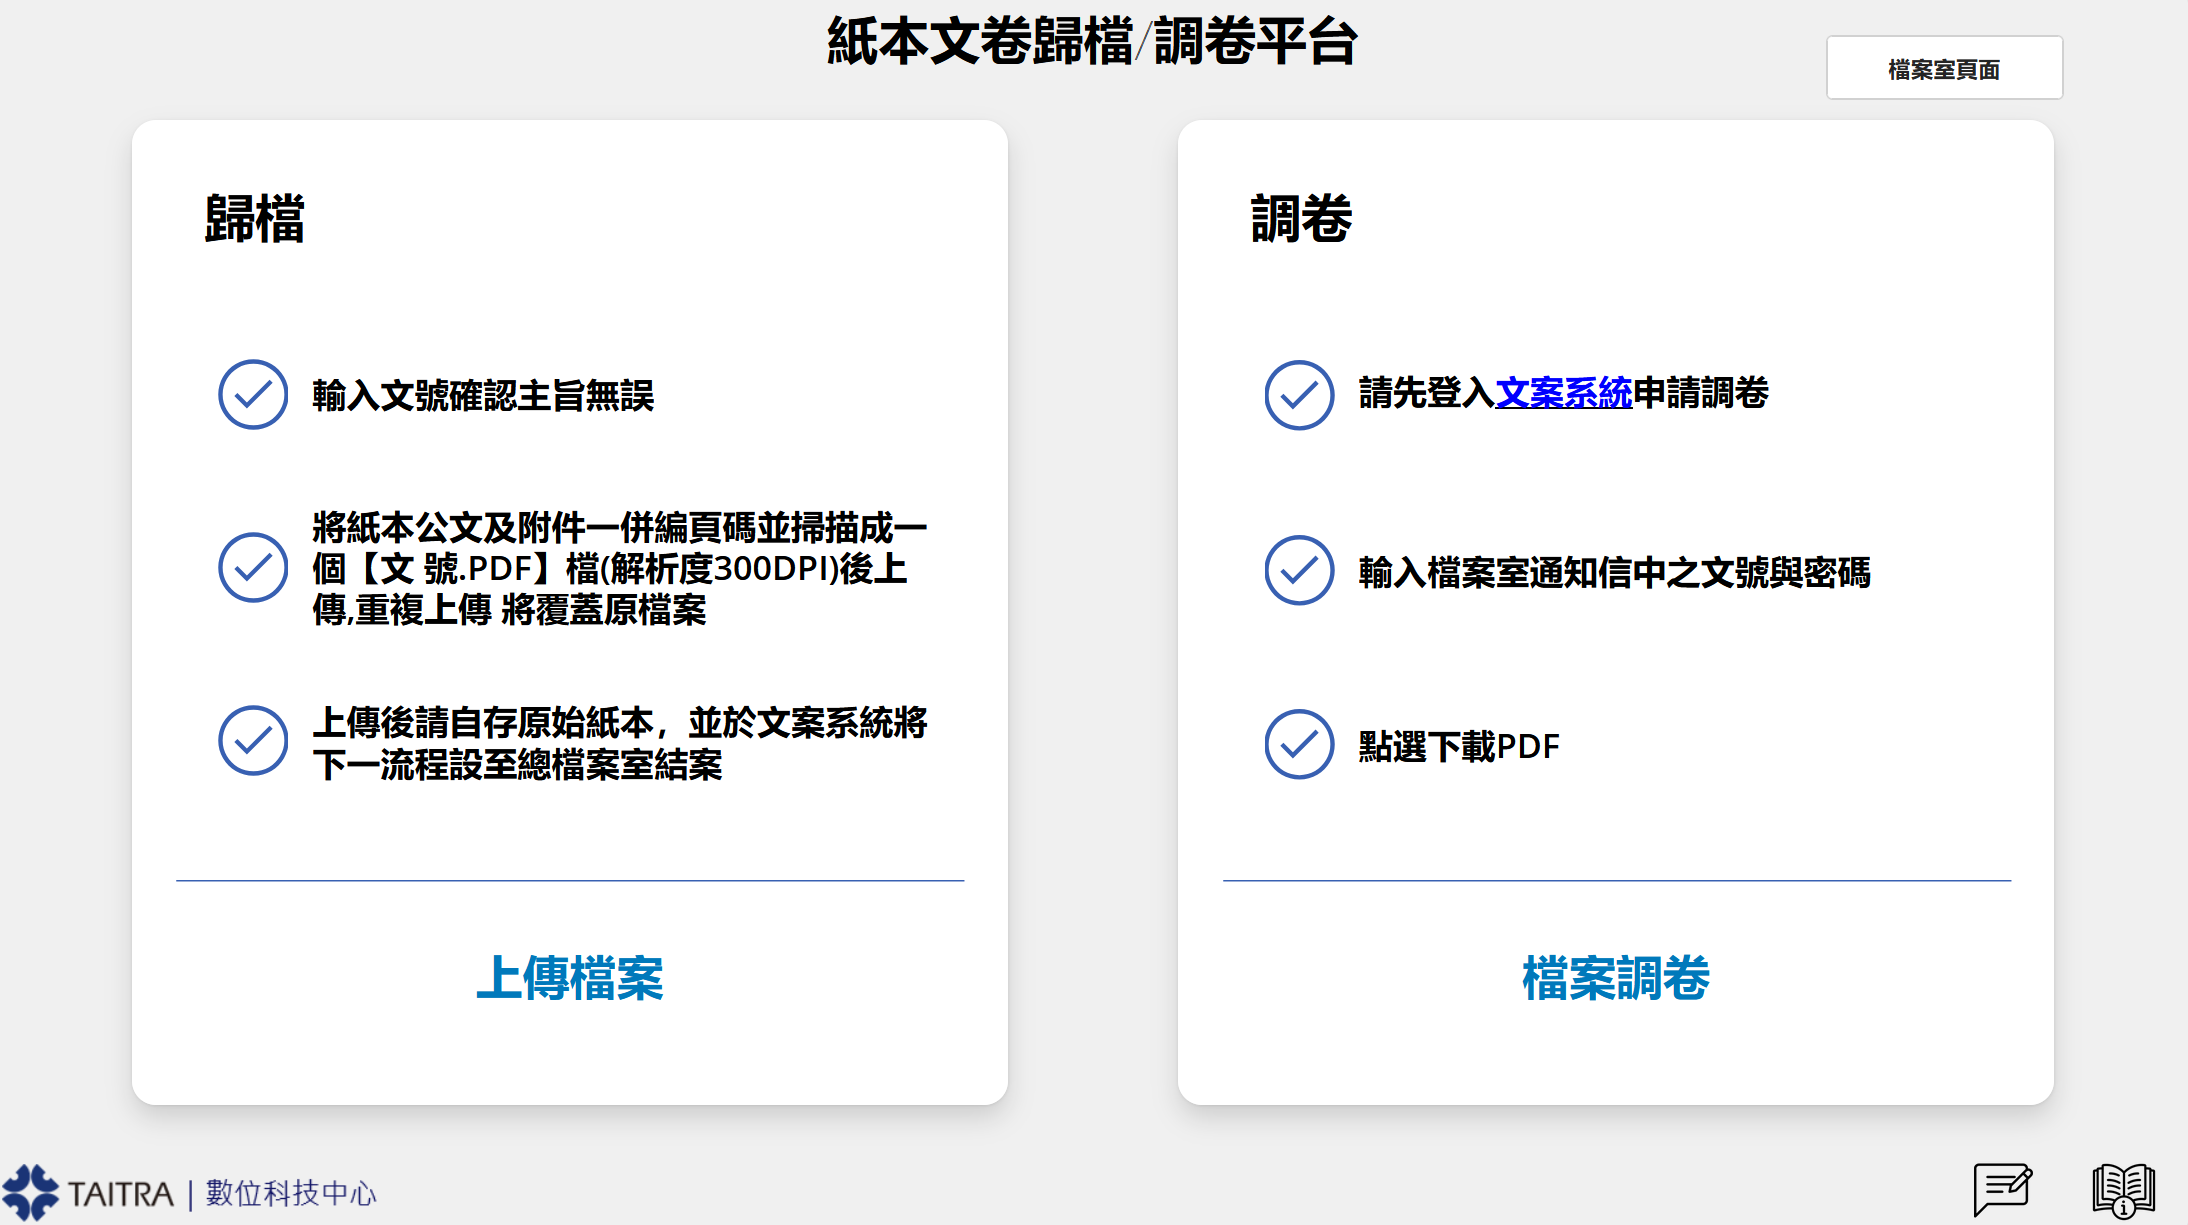 紙本文卷歸檔/調卷平台
檔案室頁面
歸檔
輸入文號確認主旨無誤
將紙本公文及附件一併編頁碼並掃描成一
個【文 號.PDF】檔(解析度300DPI)後上
傳,重複上傳 將覆蓋原檔案
上傳後請自存原始紙本，並於文案系統將
下一流程設至總檔案室結案
上傳檔案
調卷
請先登入文案系統申請調卷
輸入檔案室通知信中之文號與密碼
點選下載PDF
檔案調卷
TAITRA | 數位科技中心